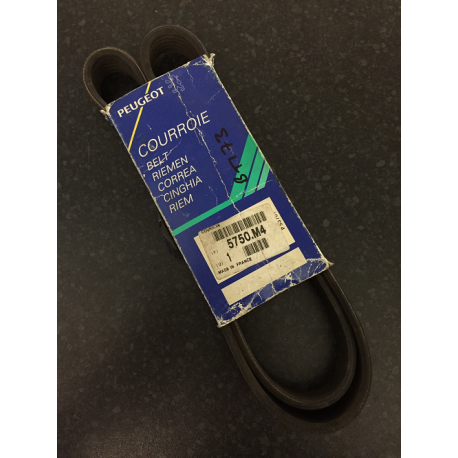 PEUGEOT
COURROIE
BELT
RIEMEN
CORREA
CINGHIA
RIEM
5750.M4
1
MADE IN FRANCE